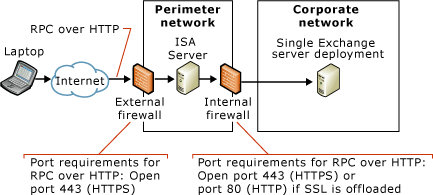 Perimeter
network
Corporate
network
RPC over HTTP
Laptop
ISA
Server
Single Exchange
server deployment
Internet
External
firewall
Internal
firewall
Port requirements for
RPC over HTTP: Open
port 443 (HTTPS)
Port requirements for RPC over HTTP:
Open port 443 (HTTPS) or
port 80 (HTTP) if SSL is offloaded